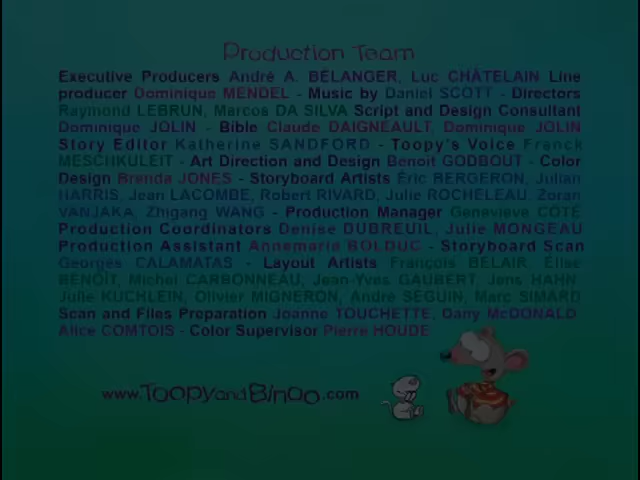 Production Team
Executive Producers André A. BÉLANGER, Luc CHÂTELAIN Line
producer Dominique MENDEL - Music by Daniel SCOTT - Directors
Raymond LEBRUN, Marcos DA SILVA Script and Design Consultant
Dominique JOLIN - Bible Claude DAIGNEAULT, Dominique JOLIN
Story Editor Katherine SANDFORD - Toopy's Voice Franck
MESCHKULEIT - Art Direction and Design Benoit GODBOUT - Color
Design Brenda JONES - Storyboard Artists Éric BERGERON, Julian
HARRIS, Jean LACOMBE, Robert RIVARD, Julie ROCHELEAU, Zoran
VANJAKA, Zhigang WANG - Production Manager Geneviève CÔTÉ
Production Coordinators Denise DUBREUIL, Julie MONGEAU
Production Assistant Annemarie BOLDUC - Storyboard Scan
Georges CALAMATAS - Layout Artists François BÉLAIR, Élise
BENOÎT, Michel CARBONNEAU, Jean-Yves GAUBERT, Jens HAHN,
Julie KUCHLEIN, Olivier MIGNERON, André SÉGUIN, Marc SIMARD
Scan and Files Preparation Joanne TOUCHETTE, Dany McDONALD
Alice COMTOIS - Color Supervisor Pierre HOUDE
www.ToopyandBinoo.com